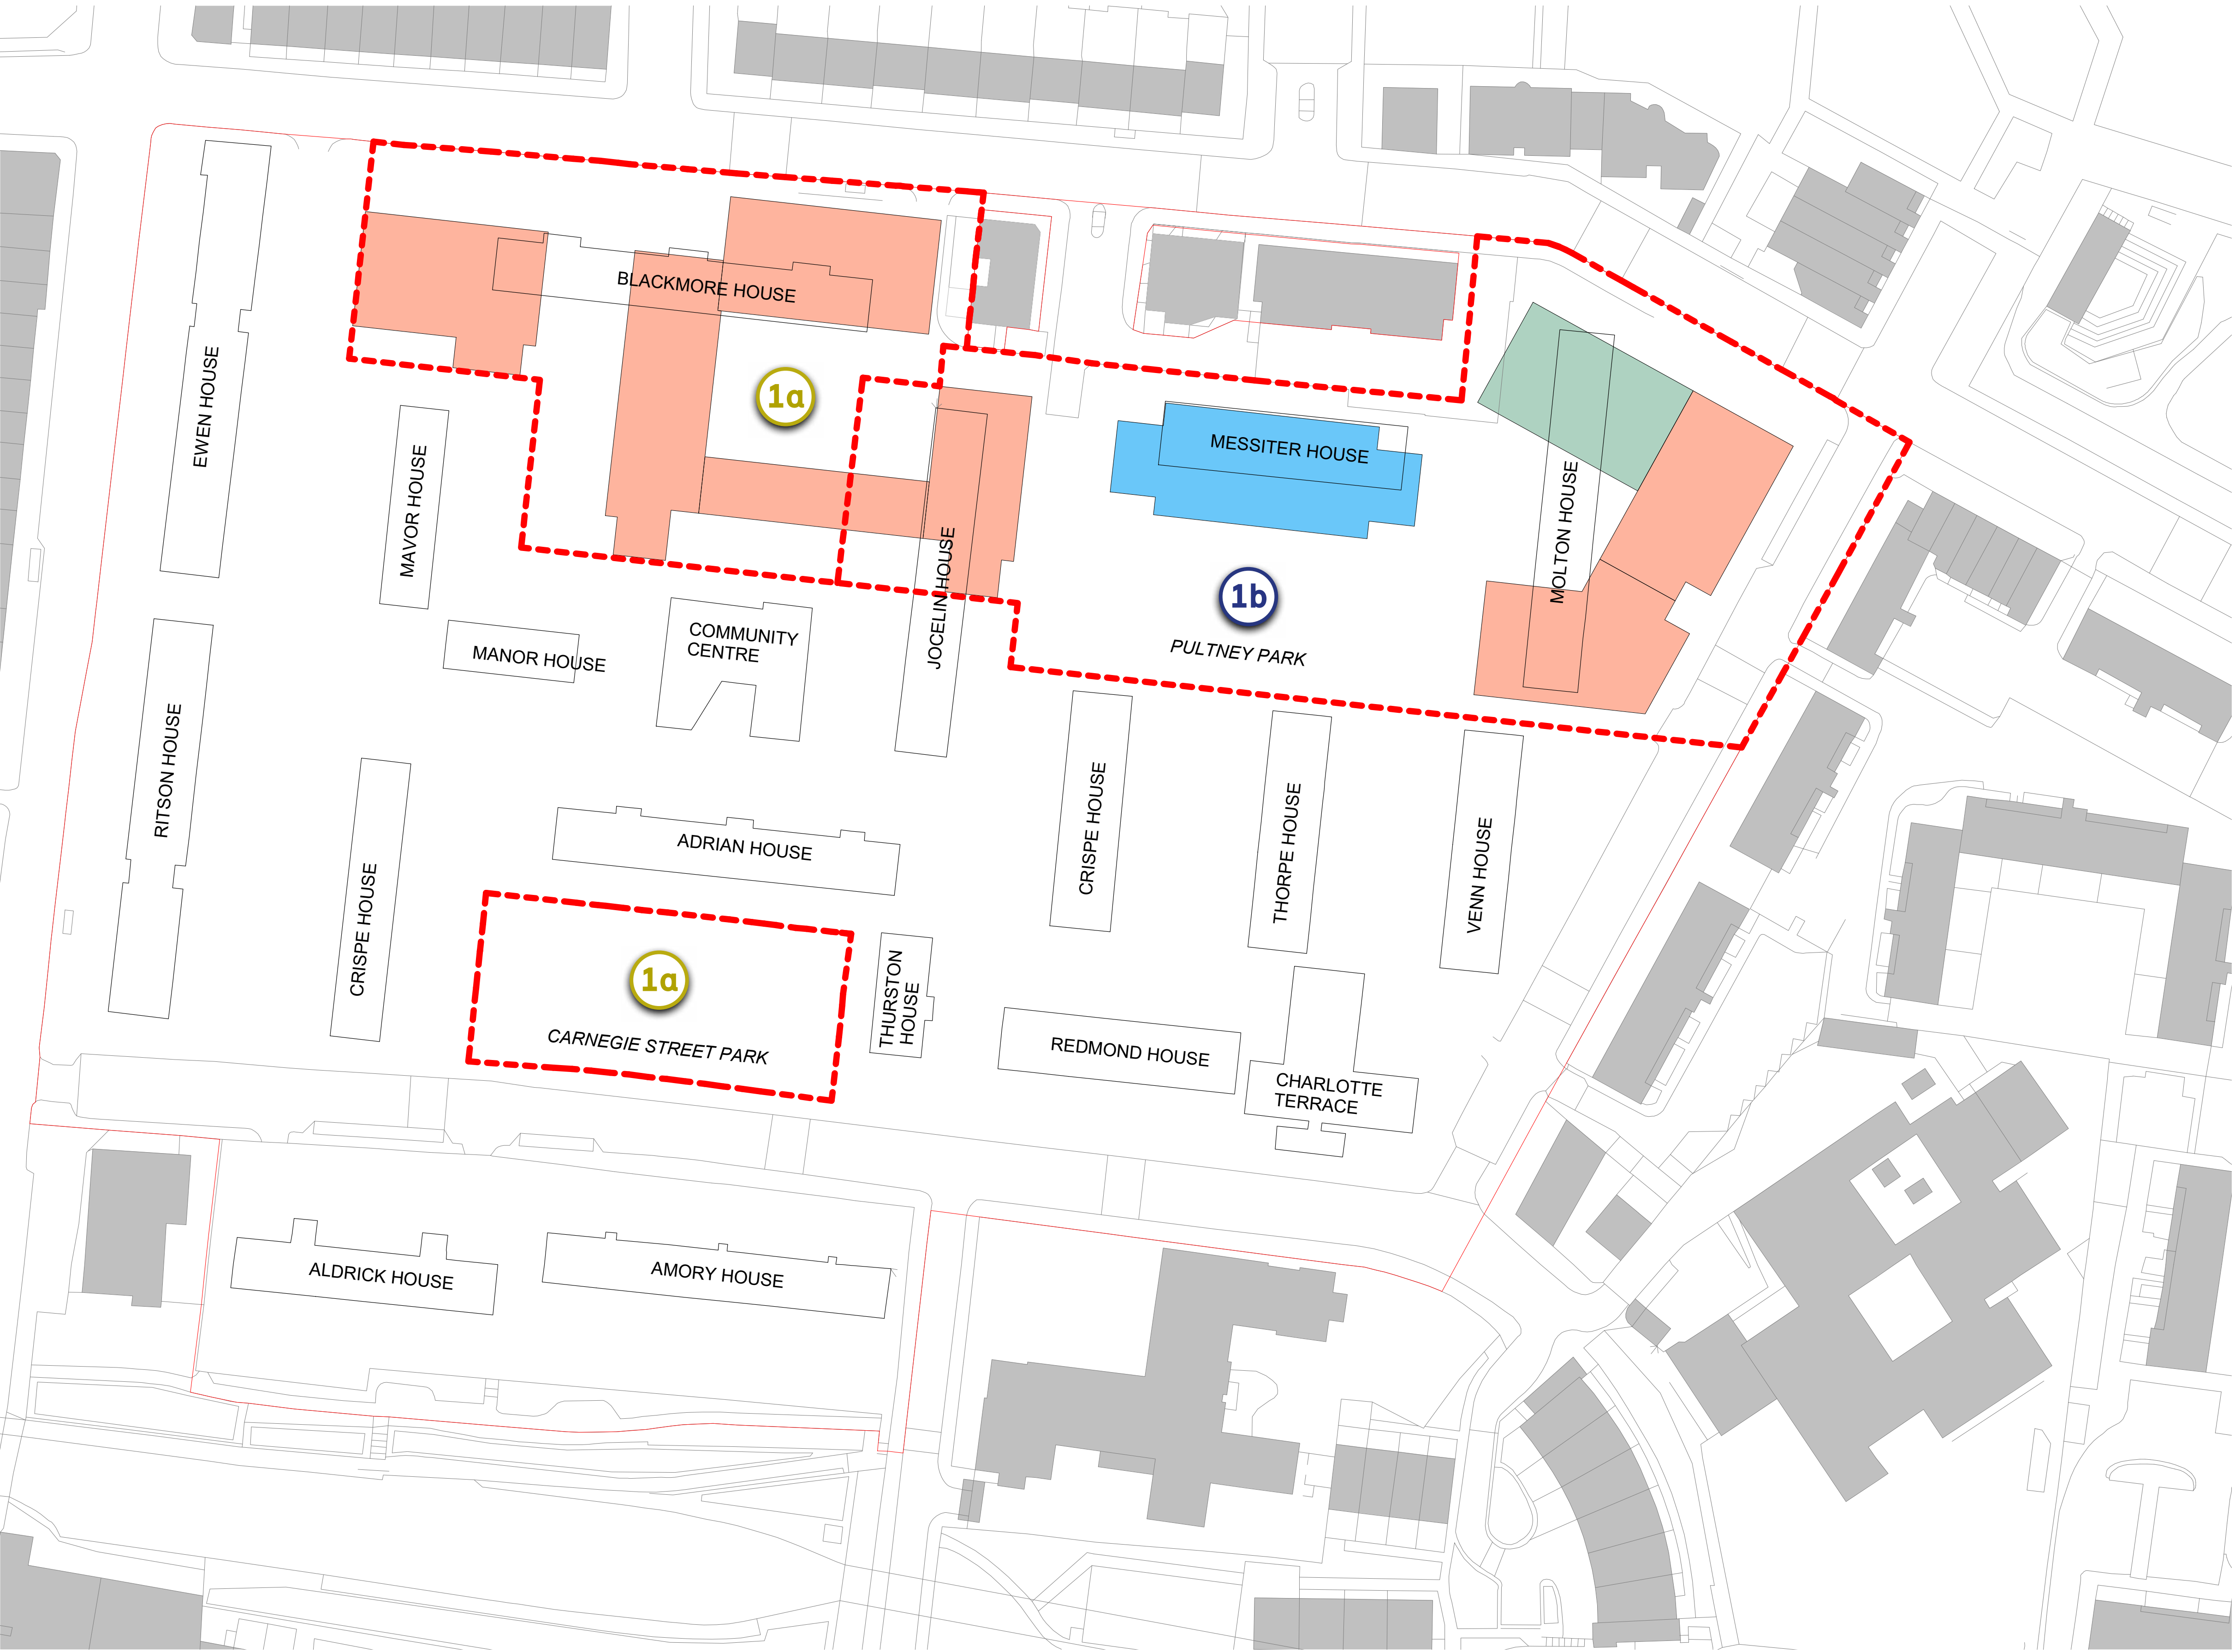 BLACKMORE HOUSE
EWEN HOUSE
1a
MAVOR HOUSE
MESSITER HOUSE
MOLTON HOUSE
JOCELIN HOUSE
1b
COMMUNITY
CENTRE
MANOR HOUSE
PULTNEY PARK
RITSON HOUSE
CRISPE HOUSE
ADRIAN HOUSE
CRISPE HOUSE
THORPE HOUSE
VENN HOUSE
1a
CARNEGIE STREET PARK
THURSTON
HOUSE
REDMOND HOUSE
CHARLOTTE
TERRACE
ALDRICK HOUSE
AMORY HOUSE